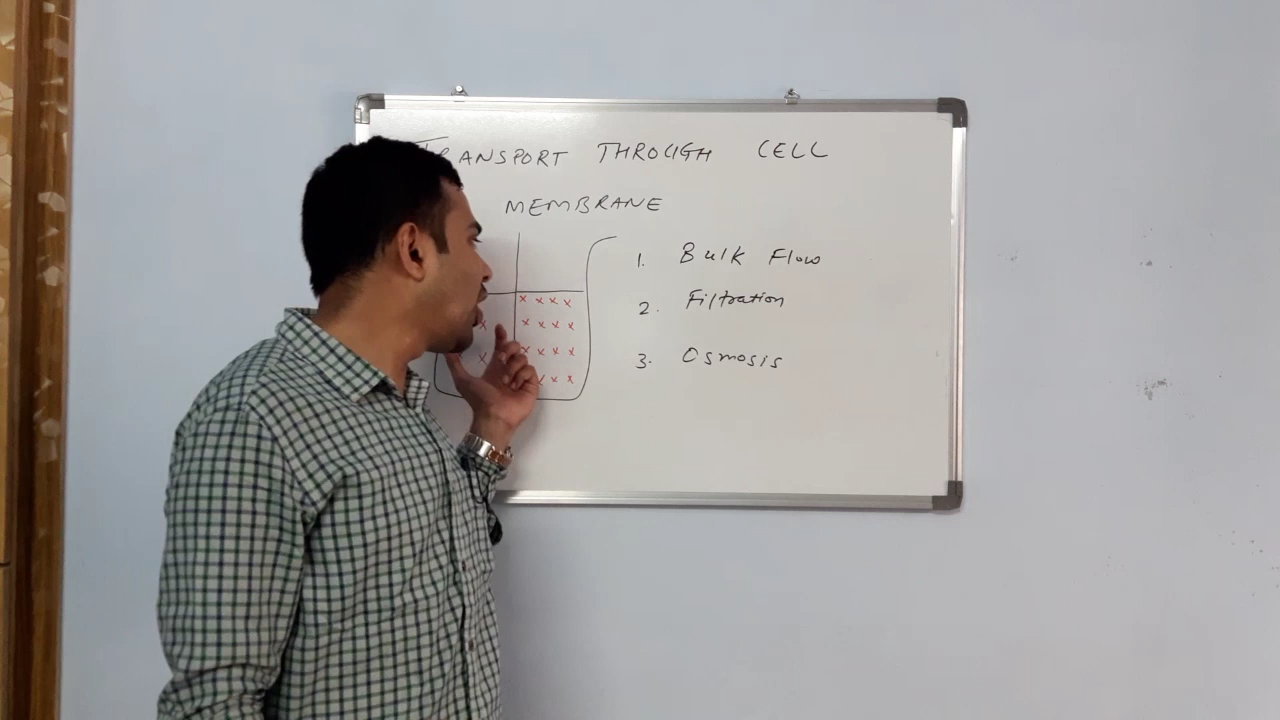 TRANSPORT THROUGH CELL
MEMBRANE
1. Bulk Flow
2. Filtration
3. Osmosis